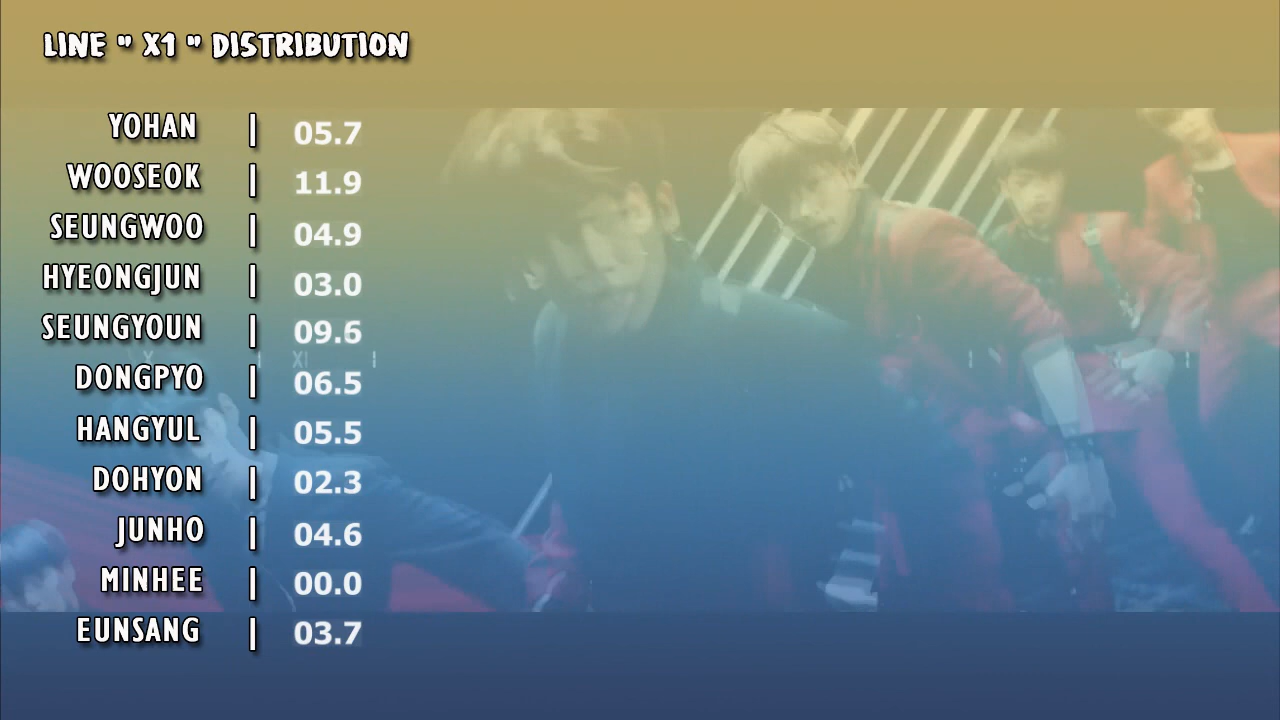 LINE " X1 " DISTRIBUTION
YOHAN | 05.7
WOOSEOK | 11.9
SEUNGWOO | 04.9
HYEONGJUN | 03.0
SEUNGYOUN | 09.6
DONGPYO | 06.5
HANGYUL | 05.5
DOHYON | 02.3
JUNHO | 04.6
MINHEE | 00.0
EUNSANG | 03.7